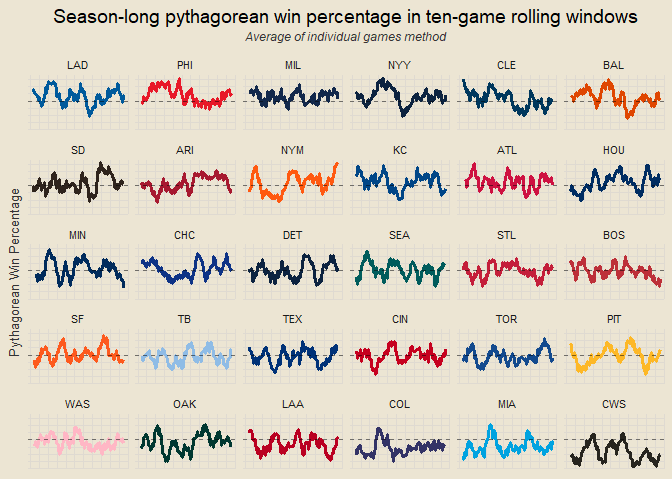 Season-long pythagorean win percentage in ten-game rolling windows
Average of individual games method
LAD PHI MIL NYY CLE BAL
SD ARI NYM KC ATL HOU
MIN CHC DET SEA STL BOS
SF TB TEX CIN TOR PIT
WAS OAK LAA COL MIA CWS
Pythagorean Win Percentage